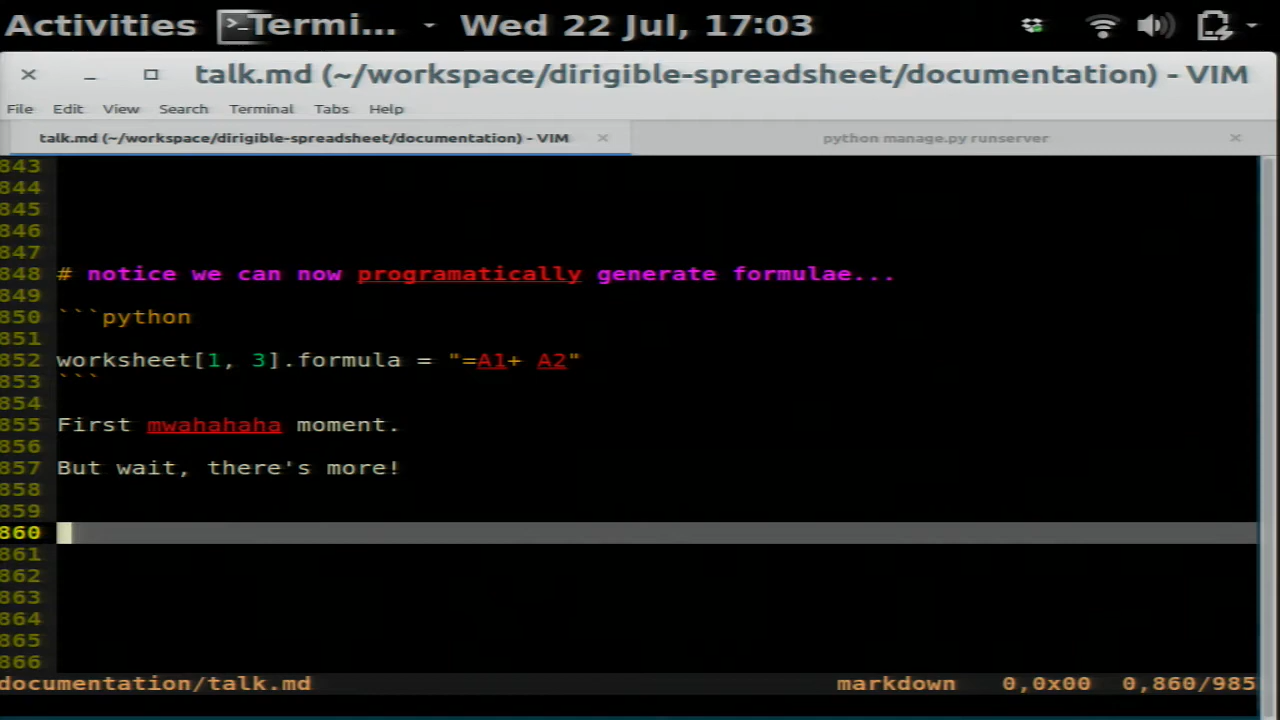 Activities Termi... Wed 22 Jul, 17:03
talk.md (~/workspace/dirigible-spreadsheet/documentation) - VIM
File Edit View Search Terminal Tabs Help
talk.md (~/workspace/dirigible-spreadsheet/documentation) - VIM python manage.py runserver
843
844
845
846
847
848 # notice we can now programatically generate formulae...
849
850 ```python
851
852 worksheet[1, 3].formula = "=A1+ A2"
853 ```
854
855 First mwahahaha moment.
856
857 But wait, there's more!
858
859
860
861
862
863
864
865
866
documentation/talk.md markdown 0,0x00 0,860/985